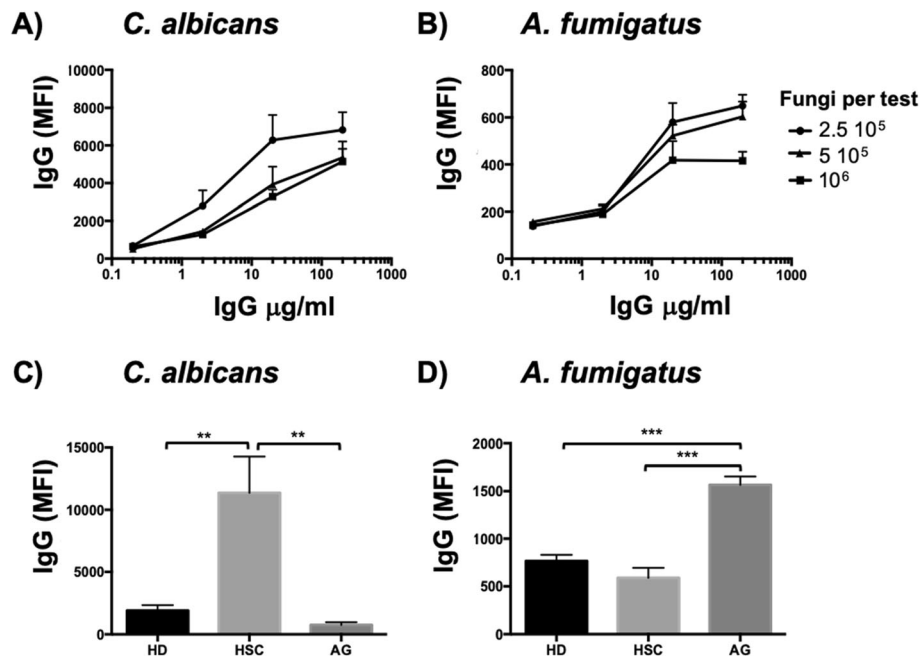 A) C. albicans
B) A. fumigatus
IgG (MFI)
10000
8000
6000
4000
2000
0
0.1 1 10 100 1000
IgG μg/ml
IgG (MFI)
800
600
400
200
0
0.1 1 10 100 1000
IgG μg/ml
Fungi per test
2.5 10⁵
5 10⁵
10⁶
C) C. albicans
D) A. fumigatus
IgG (MFI)
15000
10000
5000
0
** **
HD HSC AG
IgG (MFI)
2000
1500
1000
500
0
***
***
HD HSC AG